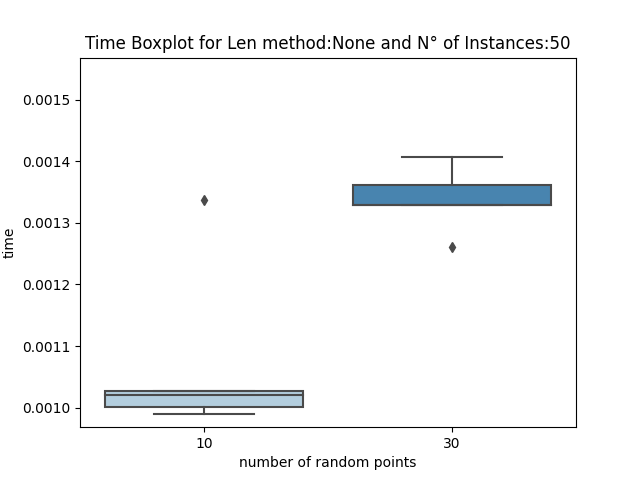 Time Boxplot for Len method:None and N° of Instances:50
0.0015
0.0014
0.0013
0.0012
0.0011
0.0010
time
10
30
number of random points